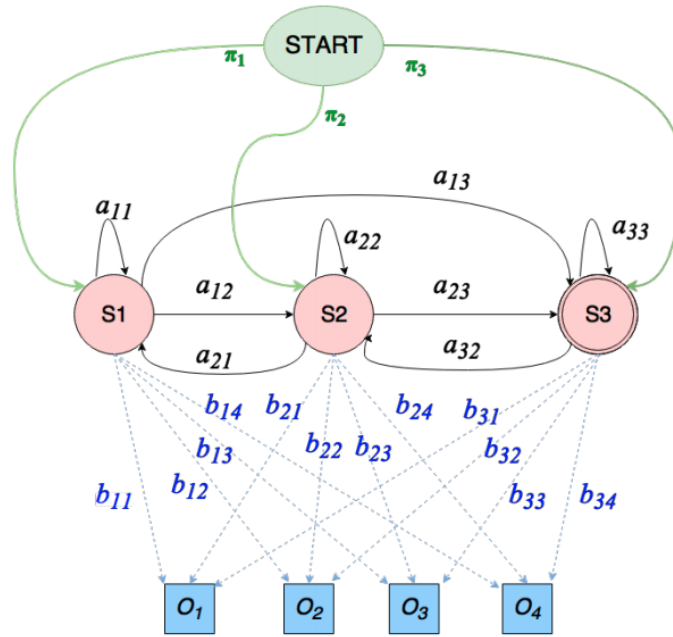 START
π1
π3
π2
a13
a11
a22
a33
a12
a23
S1
S2
S3
a21
a32
b14
b21
b24
b31
b13
b22
b23
b32
b12
b11
b33
b34
O1
O2
O3
O4